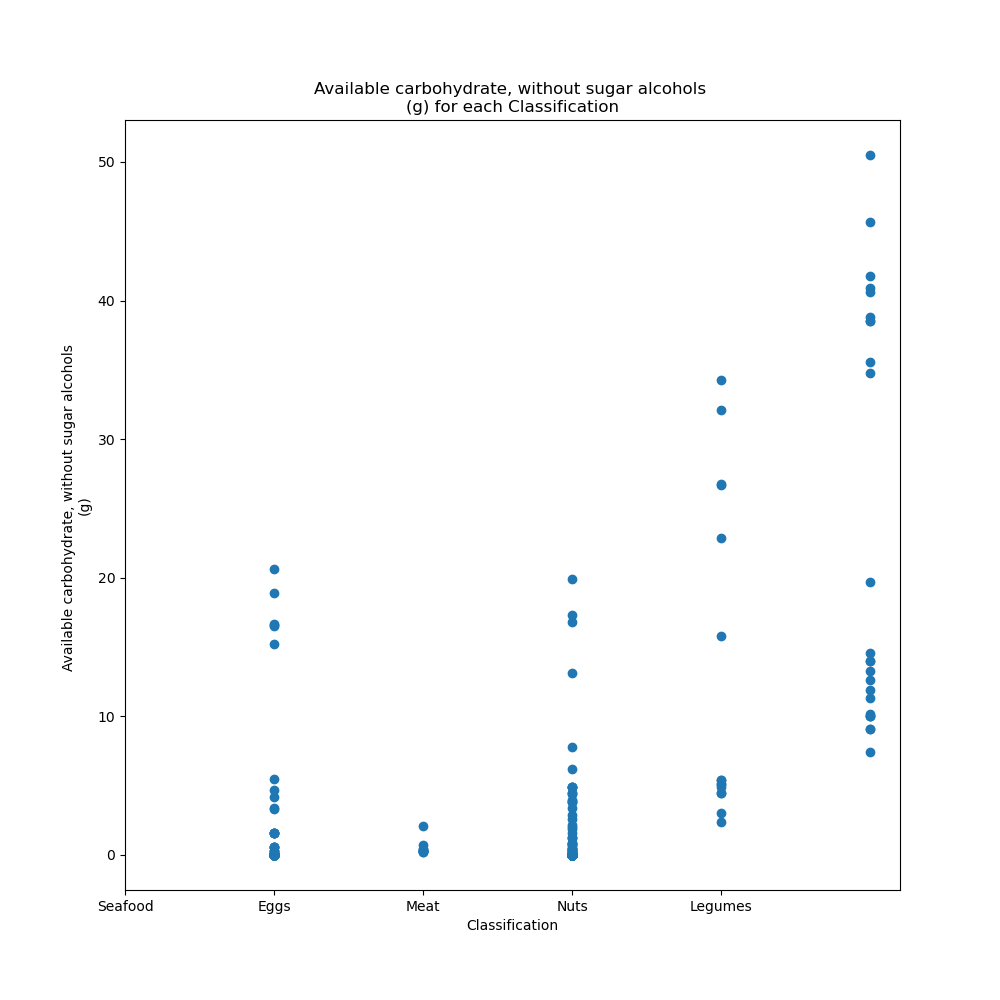 Available carbohydrate, without sugar alcohols
(g) for each Classification
Available carbohydrate, without sugar alcohols
(g)
50
40
30
20
10
0
Seafood Eggs Meat Nuts Legumes
Classification